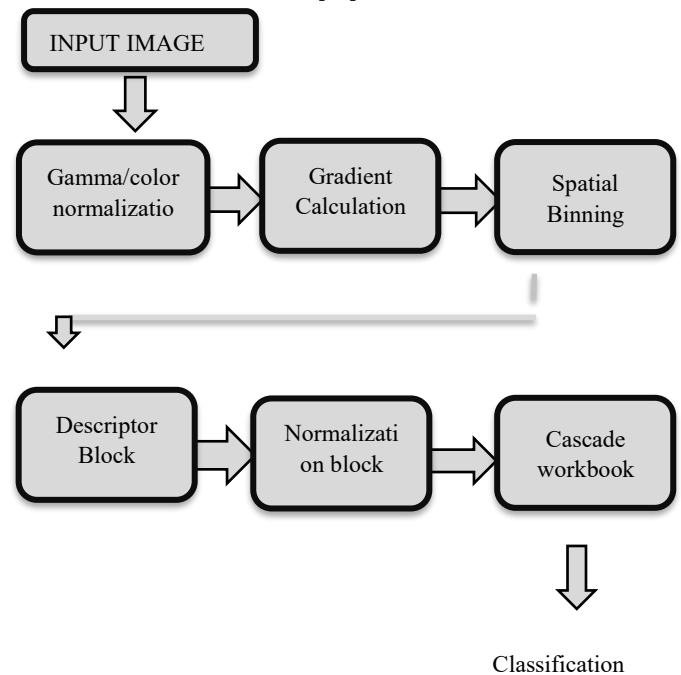 INPUT IMAGE
Gamma/color
normalizatio
Gradient
Calculation
Spatial
Binning
Descriptor
Block
Normalizati
on block
Cascade
workbook
Classification